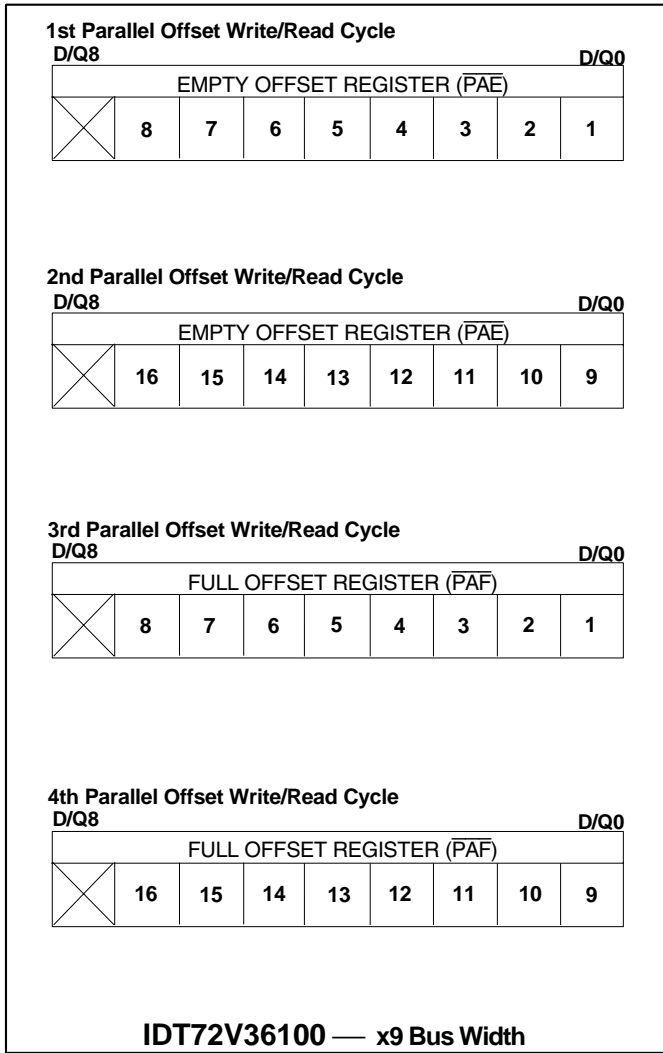 1st Parallel Offset Write/Read Cycle
D/Q8 D/Q0
EMPTY OFFSET REGISTER (PAE)
8 7 6 5 4 3 2 1
2nd Parallel Offset Write/Read Cycle
D/Q8 D/Q0
EMPTY OFFSET REGISTER (PAE)
16 15 14 13 12 11 10 9
3rd Parallel Offset Write/Read Cycle
D/Q8 D/Q0
FULL OFFSET REGISTER (PAF)
8 7 6 5 4 3 2 1
4th Parallel Offset Write/Read Cycle
D/Q8 D/Q0
FULL OFFSET REGISTER (PAF)
16 15 14 13 12 11 10 9
IDT72V36100 — x9 Bus Width